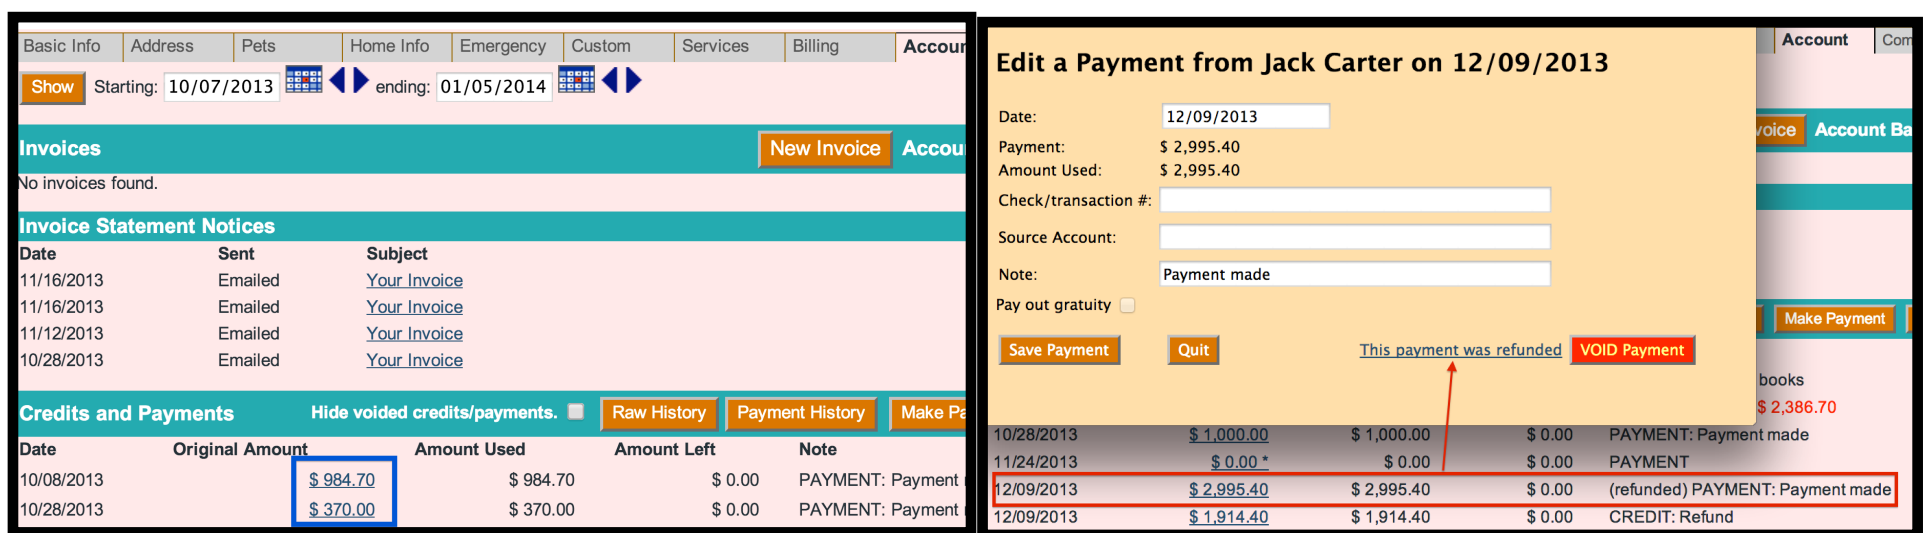 Basic Info Address Pets Home Info Emergency Custom Services Billing Accoun
Show Starting: 10/07/2013 ending: 01/05/2014
Invoices New Invoice Accou
No invoices found.
Invoice Statement Notices
Date Sent Subject
11/16/2013 Emailed Your Invoice
11/16/2013 Emailed Your Invoice
11/12/2013 Emailed Your Invoice
10/28/2013 Emailed Your Invoice
Credits and Payments Hide voided credits/payments. Raw History Payment History Make Pa
Date Original Amount Amount Used Amount Left Note
10/08/2013 $ 984.70 $ 984.70 $ 0.00 PAYMENT: Payment
10/28/2013 $ 370.00 $ 370.00 $ 0.00 PAYMENT: Payment
Account Com
Edit a Payment from Jack Carter on 12/09/2013
Date: 12/09/2013
voice Account Ba
Payment: $ 2,995.40
Amount Used: $ 2,995.40
Check/transaction #:
Source Account:
Note: Payment made
Pay out gratuity
Make Payment
Save Payment Quit This payment was refunded VOID Payment
books
$ 2,386.70
10/28/2013 $ 1,000.00 $ 1,000.00 $ 0.00 PAYMENT: Payment made
11/24/2013 $ 0.00 * $ 0.00 $ 0.00 PAYMENT
12/09/2013 $ 2,995.40 $ 2,995.40 $ 0.00 (refunded) PAYMENT: Payment made
12/09/2013 $ 1,914.40 $ 1,914.40 $ 0.00 CREDIT: Refund